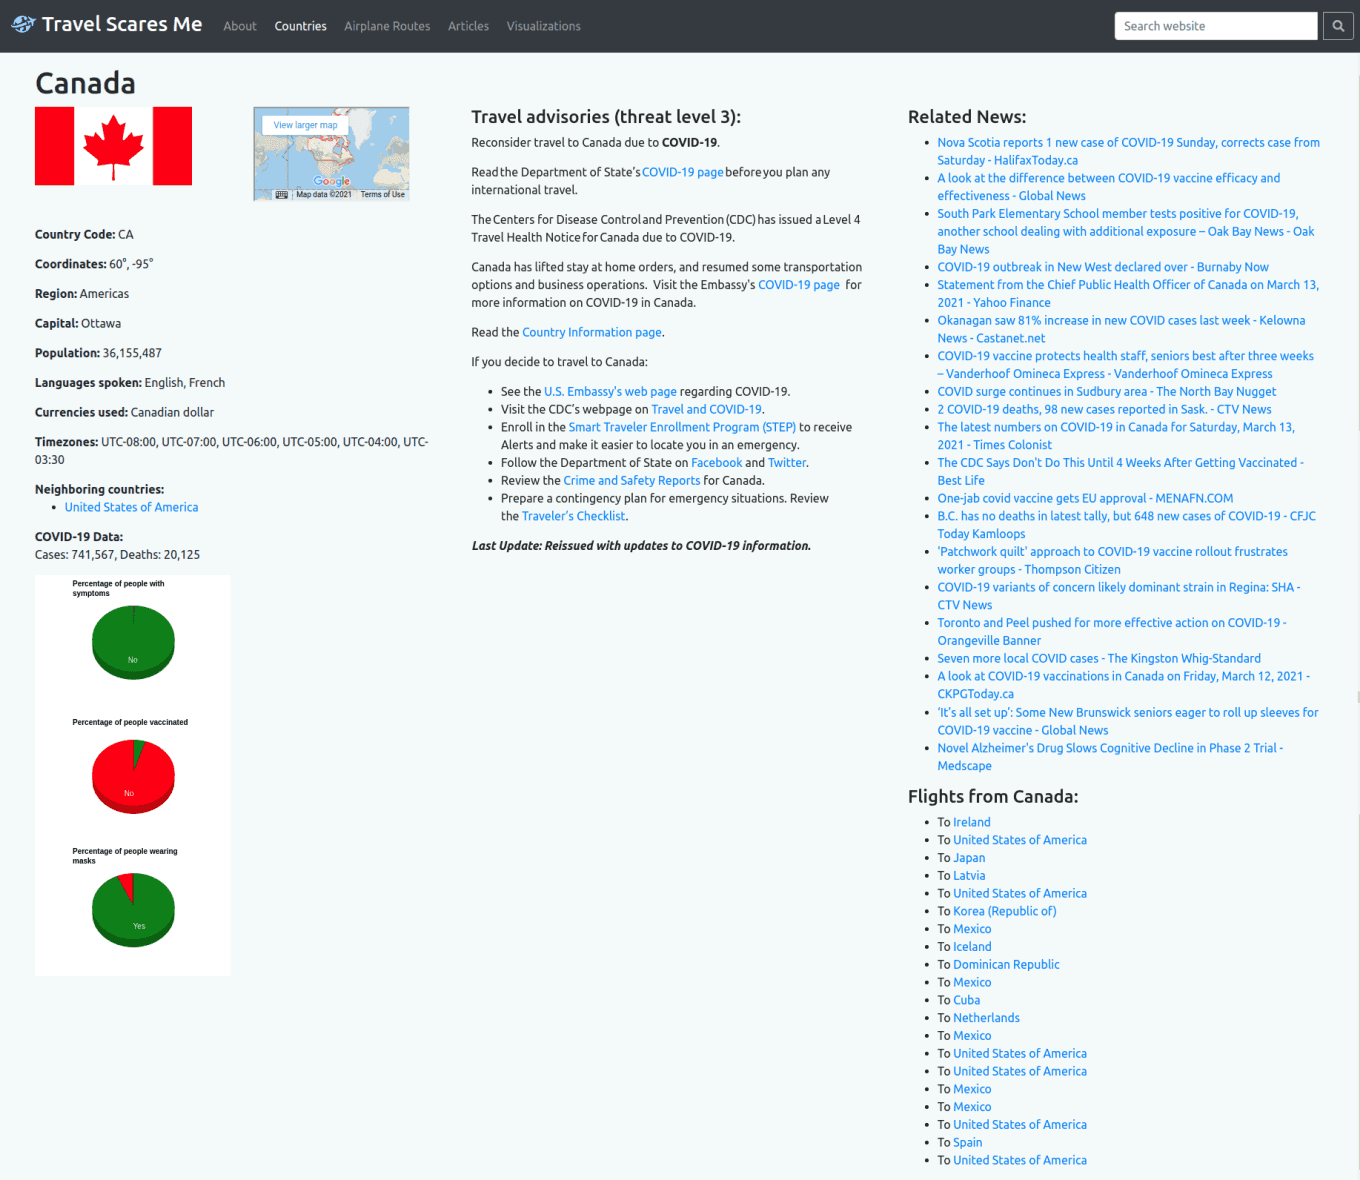 Travel Scares Me About Countries Airplane Routes Articles Visualizations Search website
Canada
View larger map
Google
Map data ©2021 Terms of Use
Country Code: CA
Coordinates: 60°, -95°
Region: Americas
Capital: Ottawa
Population: 36,155,487
Languages spoken: English, French
Currencies used: Canadian dollar
Timezones: UTC-08:00, UTC-07:00, UTC-06:00, UTC-05:00, UTC-04:00, UTC-
03:30
Neighboring countries:
• United States of America
COVID-19 Data:
Cases: 741,567, Deaths: 20,125
Percentage of people with
symptoms
No
Percentage of people vaccinated
No
Percentage of people wearing
masks
Yes
Travel advisories (threat level 3):
Reconsider travel to Canada due to COVID-19.
Read the Department of State's COVID-19 page before you plan any
international travel.
The Centers for Disease Control and Prevention (CDC) has issued a Level 4
Travel Health Notice for Canada due to COVID-19.
Canada has lifted stay at home orders, and resumed some transportation
options and business operations. Visit the Embassy's COVID-19 page for
more information on COVID-19 in Canada.
Read the Country Information page.
If you decide to travel to Canada:
• See the U.S. Embassy's web page regarding COVID-19.
• Visit the CDC's webpage on Travel and COVID-19.
• Enroll in the Smart Traveler Enrollment Program (STEP) to receive
Alerts and make it easier to locate you in an emergency.
• Follow the Department of State on Facebook and Twitter.
• Review the Crime and Safety Reports for Canada.
• Prepare a contingency plan for emergency situations. Review
the Traveler's Checklist.
Last Update: Reissued with updates to COVID-19 information.
Related News:
• Nova Scotia reports 1 new case of COVID-19 Sunday, corrects case from
Saturday - HalifaxToday.ca
• A look at the difference between COVID-19 vaccine efficacy and
effectiveness - Global News
• South Park Elementary School member tests positive for COVID-19,
another school dealing with additional exposure – Oak Bay News - Oak
Bay News
• COVID-19 outbreak in New West declared over - Burnaby Now
• Statement from the Chief Public Health Officer of Canada on March 13,
2021 - Yahoo Finance
• Okanagan saw 81% increase in new COVID cases last week - Kelowna
News - Castanet.net
• COVID-19 vaccine protects health staff, seniors best after three weeks
– Vanderhoof Omineca Express - Vanderhoof Omineca Express
• COVID surge continues in Sudbury area - The North Bay Nugget
• 2 COVID-19 deaths, 98 new cases reported in Sask. - CTV News
• The latest numbers on COVID-19 in Canada for Saturday, March 13,
2021 - Times Colonist
• The CDC Says Don't Do This Until 4 Weeks After Getting Vaccinated -
Best Life
• One-jab covid vaccine gets EU approval - MENAFN.COM
• B.C. has no deaths in latest tally, but 648 new cases of COVID-19 - CFJC
Today Kamloops
• 'Patchwork quilt' approach to COVID-19 vaccine rollout frustrates
worker groups - Thompson Citizen
• COVID-19 variants of concern likely dominant strain in Regina: SHA -
CTV News
• Toronto and Peel pushed for more effective action on COVID-19 -
Orangeville Banner
• Seven more local COVID cases - The Kingston Whig-Standard
• A look at COVID-19 vaccinations in Canada on Friday, March 12, 2021 -
CKPGToday.ca
• 'It's all set up': Some New Brunswick seniors eager to roll up sleeves for
COVID-19 vaccine - Global News
• Novel Alzheimer's Drug Slows Cognitive Decline in Phase 2 Trial -
Medscape
Flights from Canada:
• To Ireland
• To United States of America
• To Japan
• To Latvia
• To United States of America
• To Korea (Republic of)
• To Mexico
• To Iceland
• To Dominican Republic
• To Mexico
• To Cuba
• To Netherlands
• To Mexico
• To United States of America
• To United States of America
• To Mexico
• To Mexico
• To United States of America
• To Spain
• To United States of America